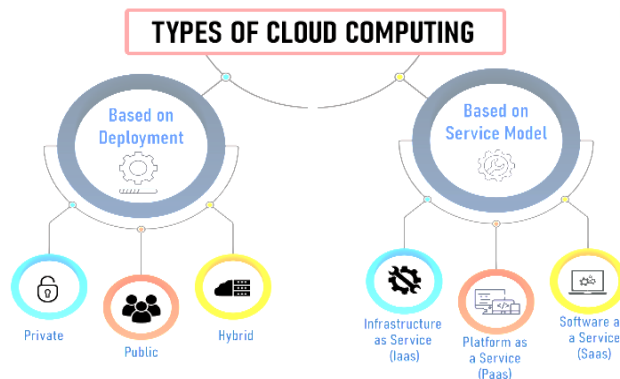 TYPES OF CLOUD COMPUTING
Based on
Deployment
Based on
Service Model
Private
Public
Hybrid
Infrastructure
as Service
(Iaas)
Platform as
a Service
(Paas)
Software a
a Service
(Saas)